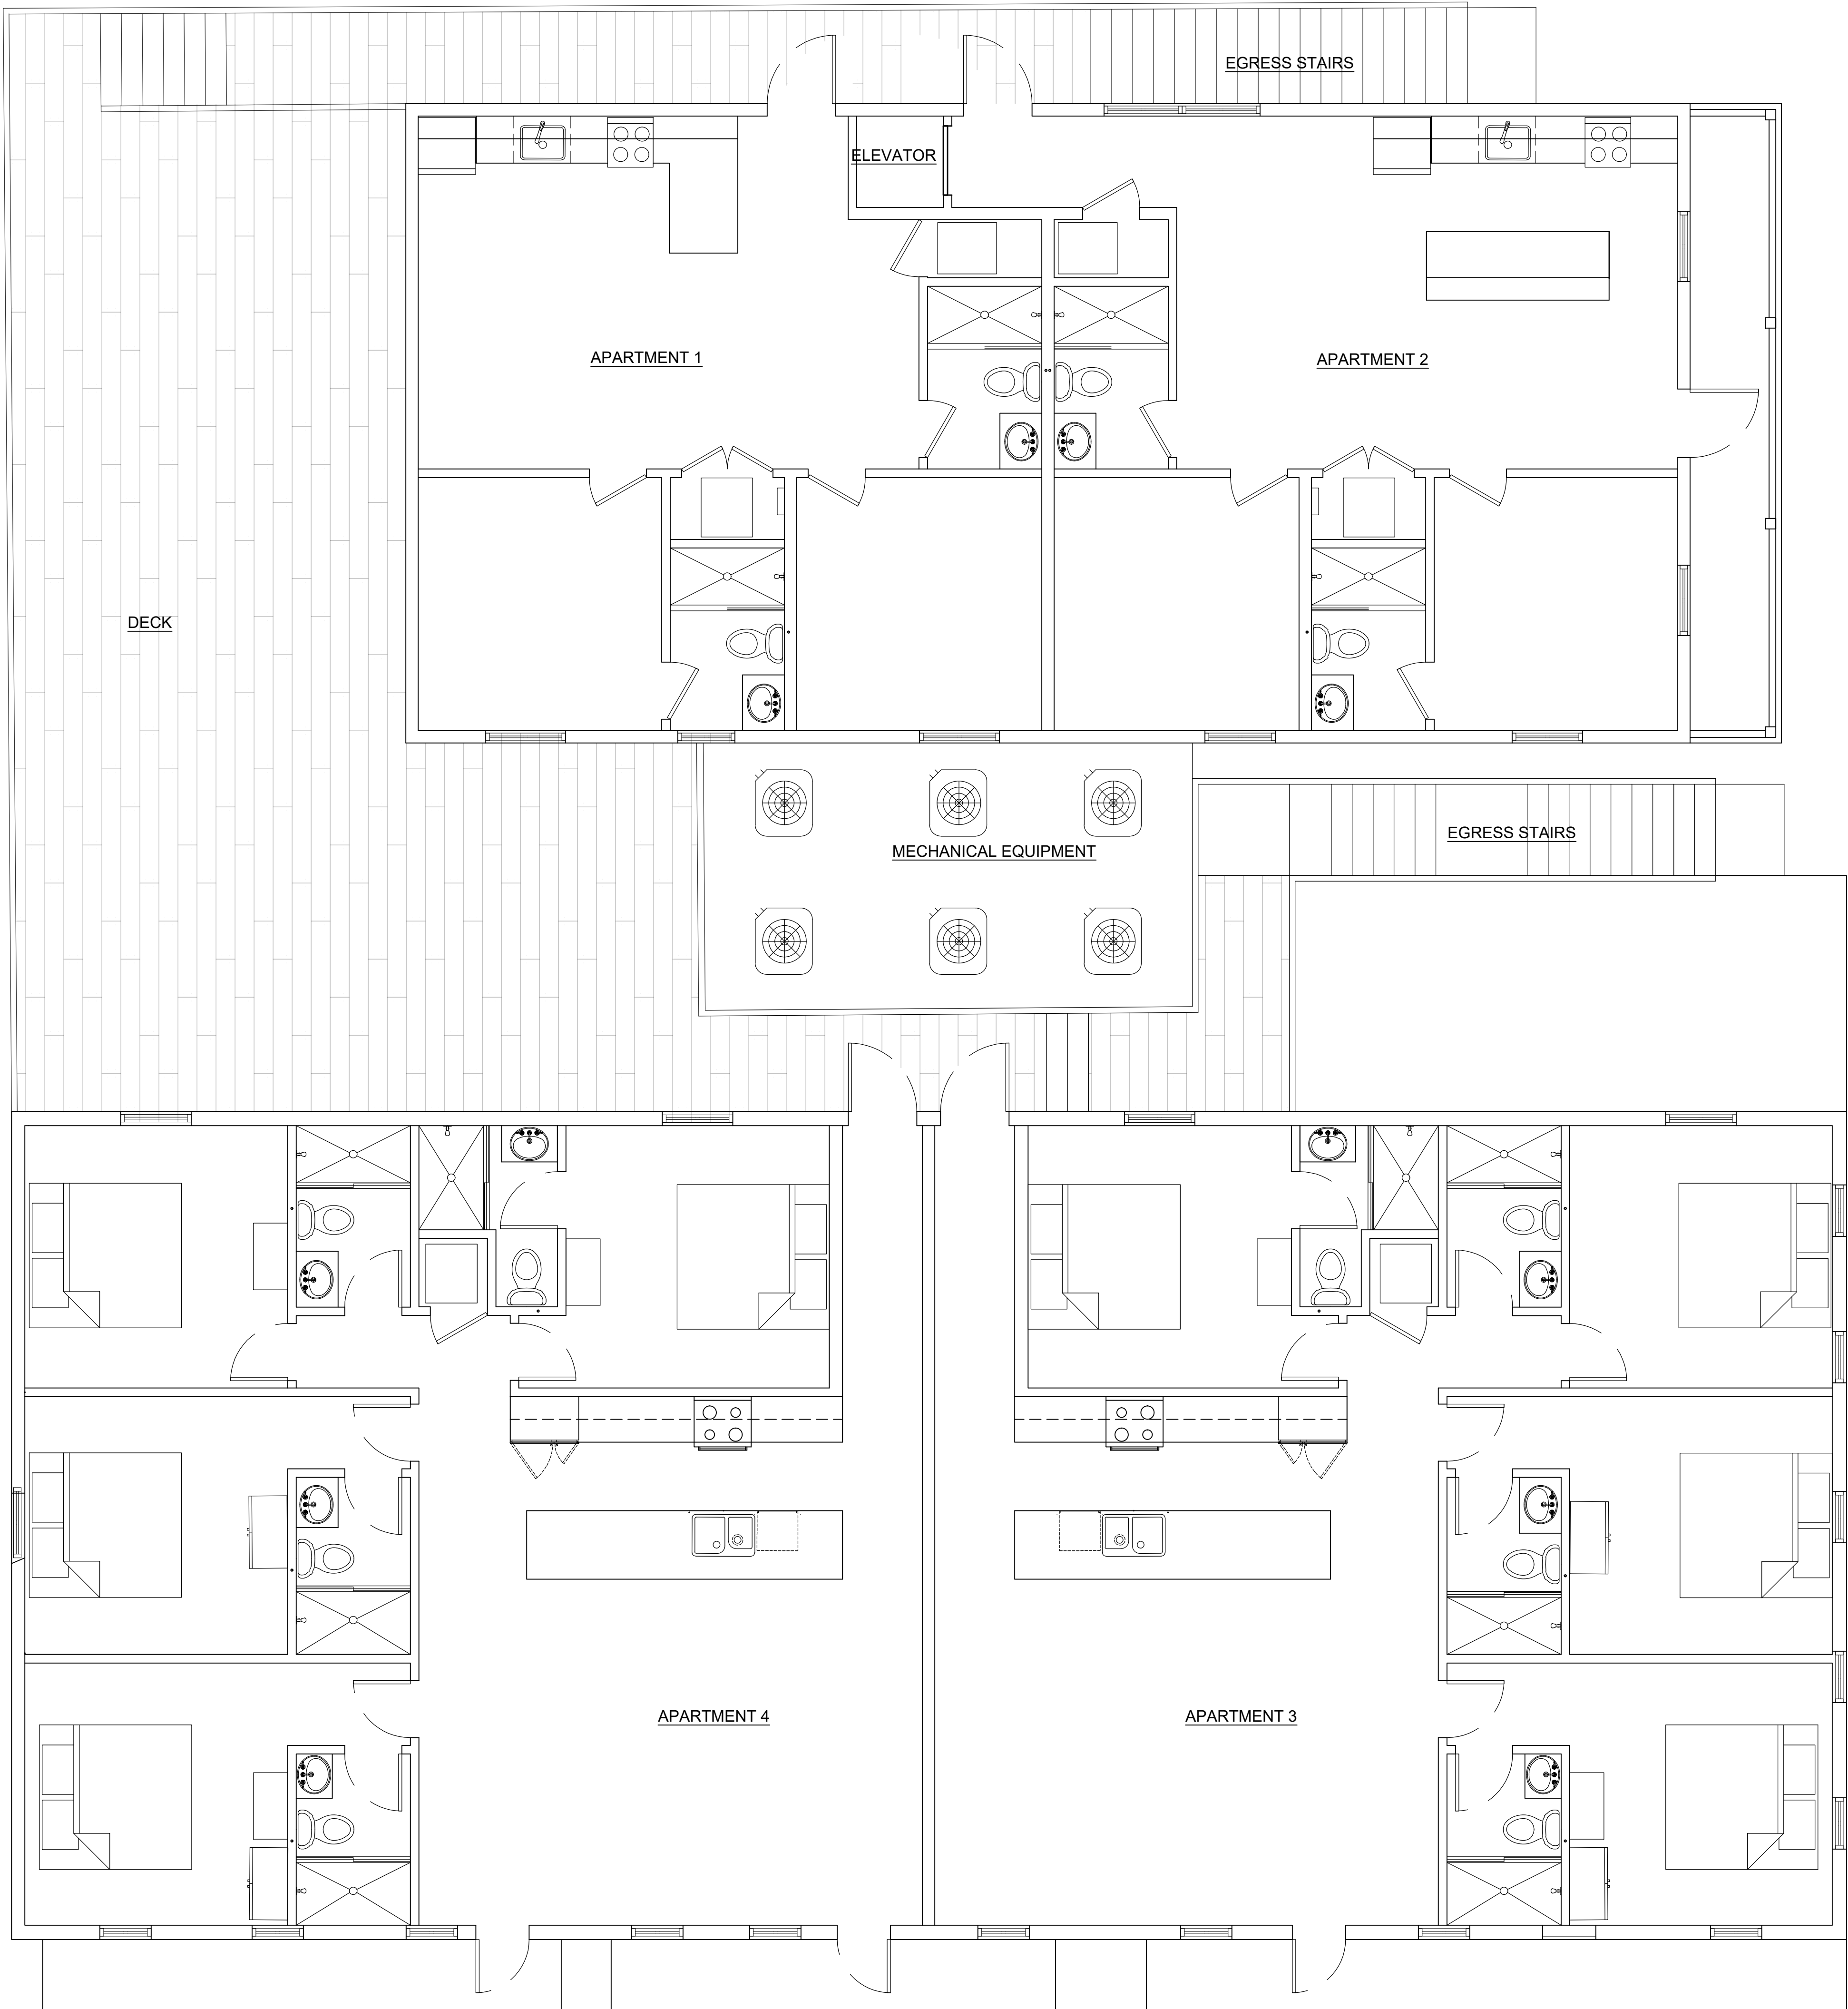 EGRESS STAIRS
ELEVATOR
APARTMENT 1
APARTMENT 2
DECK
EGRESS STAIRS
MECHANICAL EQUIPMENT
APARTMENT 4
APARTMENT 3